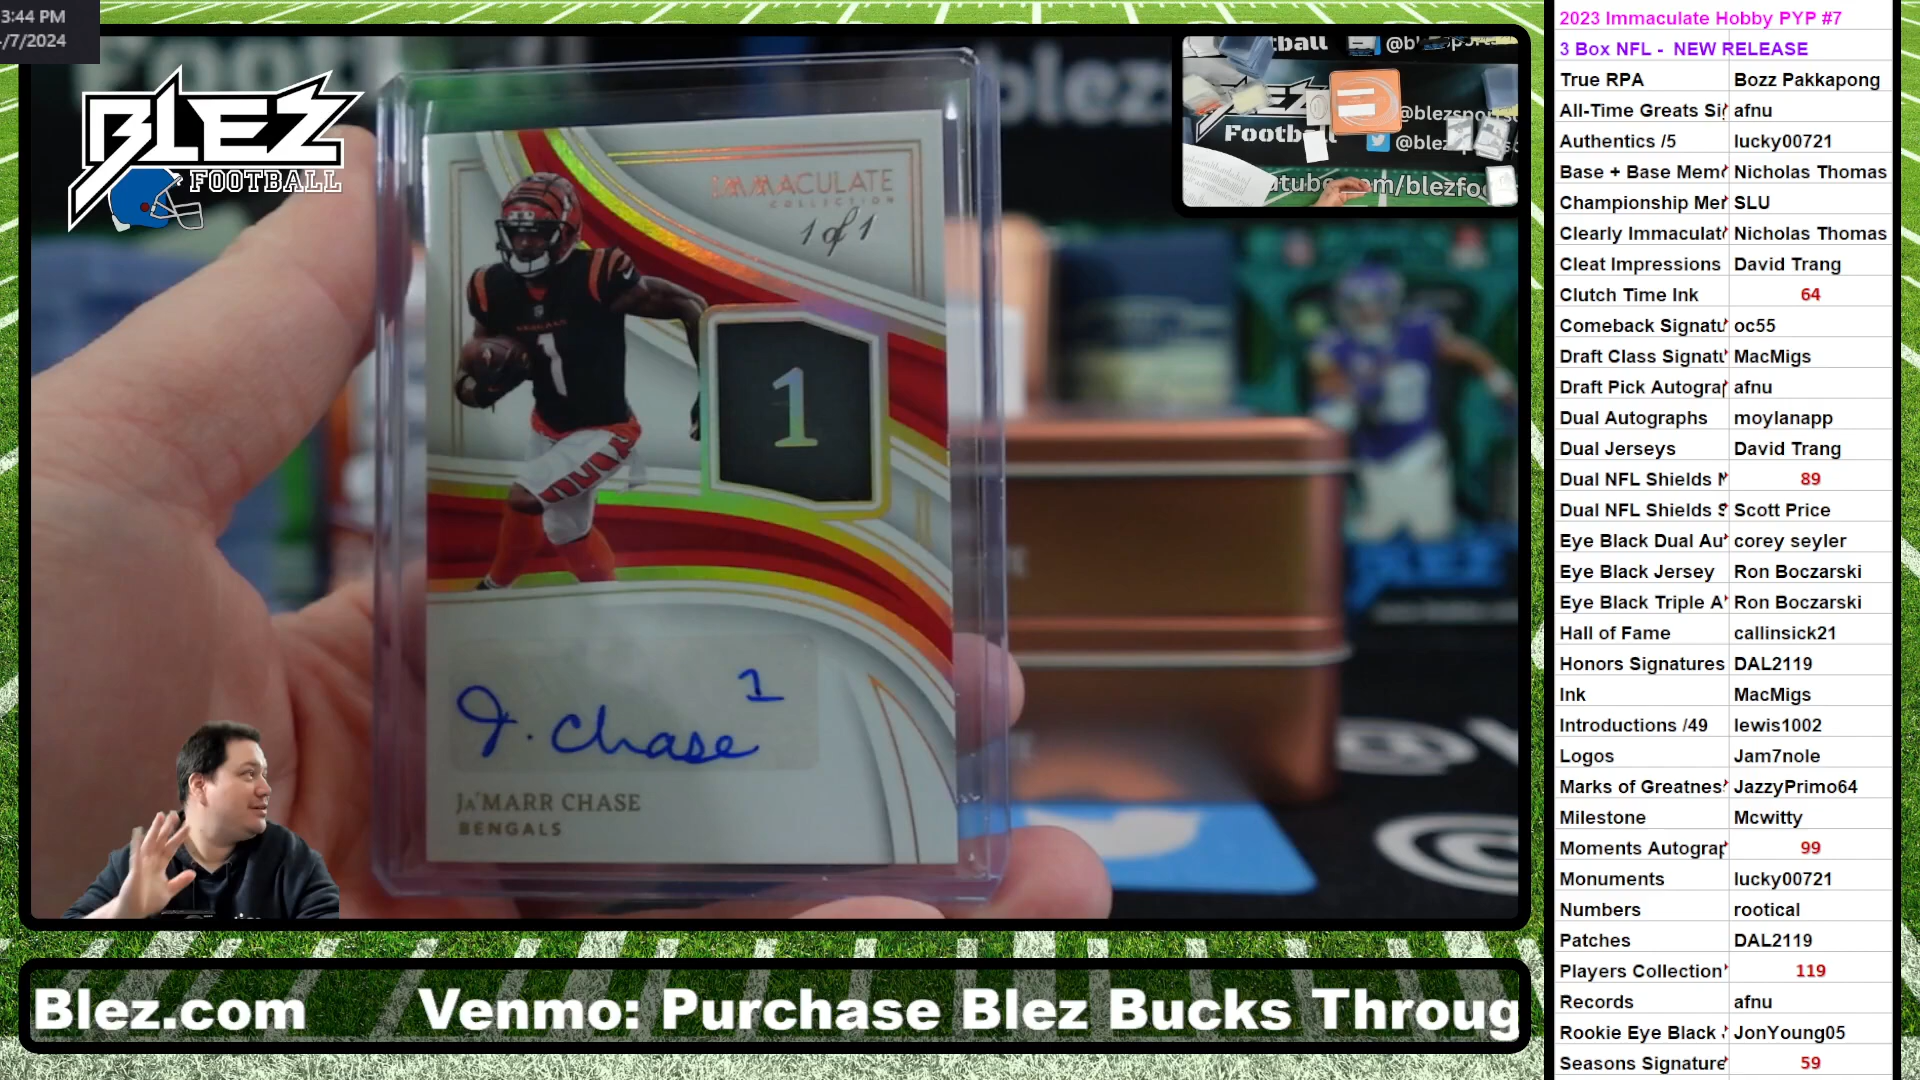 3:44 PM
/7/2024
BLEZ
FOOTBALL
IMMACULATE
COLLECTION
1 of 1
1
1
J. Chase 1
JA'MARR CHASE
BENGALS
Football
@blezsports
@blez
Blez.com Venmo: Purchase Blez Bucks Throug
2023 Immaculate Hobby PYP #7
3 Box NFL - NEW RELEASE
True RPA Bozz Pakkapong
All-Time Greats Si afnu
Authentics /5 lucky00721
Base + Base Mem Nicholas Thomas
Championship Me SLU
Clearly Immaculat Nicholas Thomas
Cleat Impressions David Trang
Clutch Time Ink 64
Comeback Signatu oc55
Draft Class Signatu MacMigs
Draft Pick Autogra afnu
Dual Autographs moylanapp
Dual Jerseys David Trang
Dual NFL Shields 89
Dual NFL Shields S Scott Price
Eye Black Dual Au corey seyler
Eye Black Jersey Ron Boczarski
Eye Black Triple A Ron Boczarski
Hall of Fame callinsick21
Honors Signatures DAL2119
Ink MacMigs
Introductions /49 lewis1002
Logos Jam7nole
Marks of Greatnes JazzyPrimo64
Milestone Mcwitty
Moments Autograp 99
Monuments lucky00721
Numbers rootical
Patches DAL2119
Players Collection 119
Records afnu
Rookie Eye Black JonYoung05
Seasons Signature 59